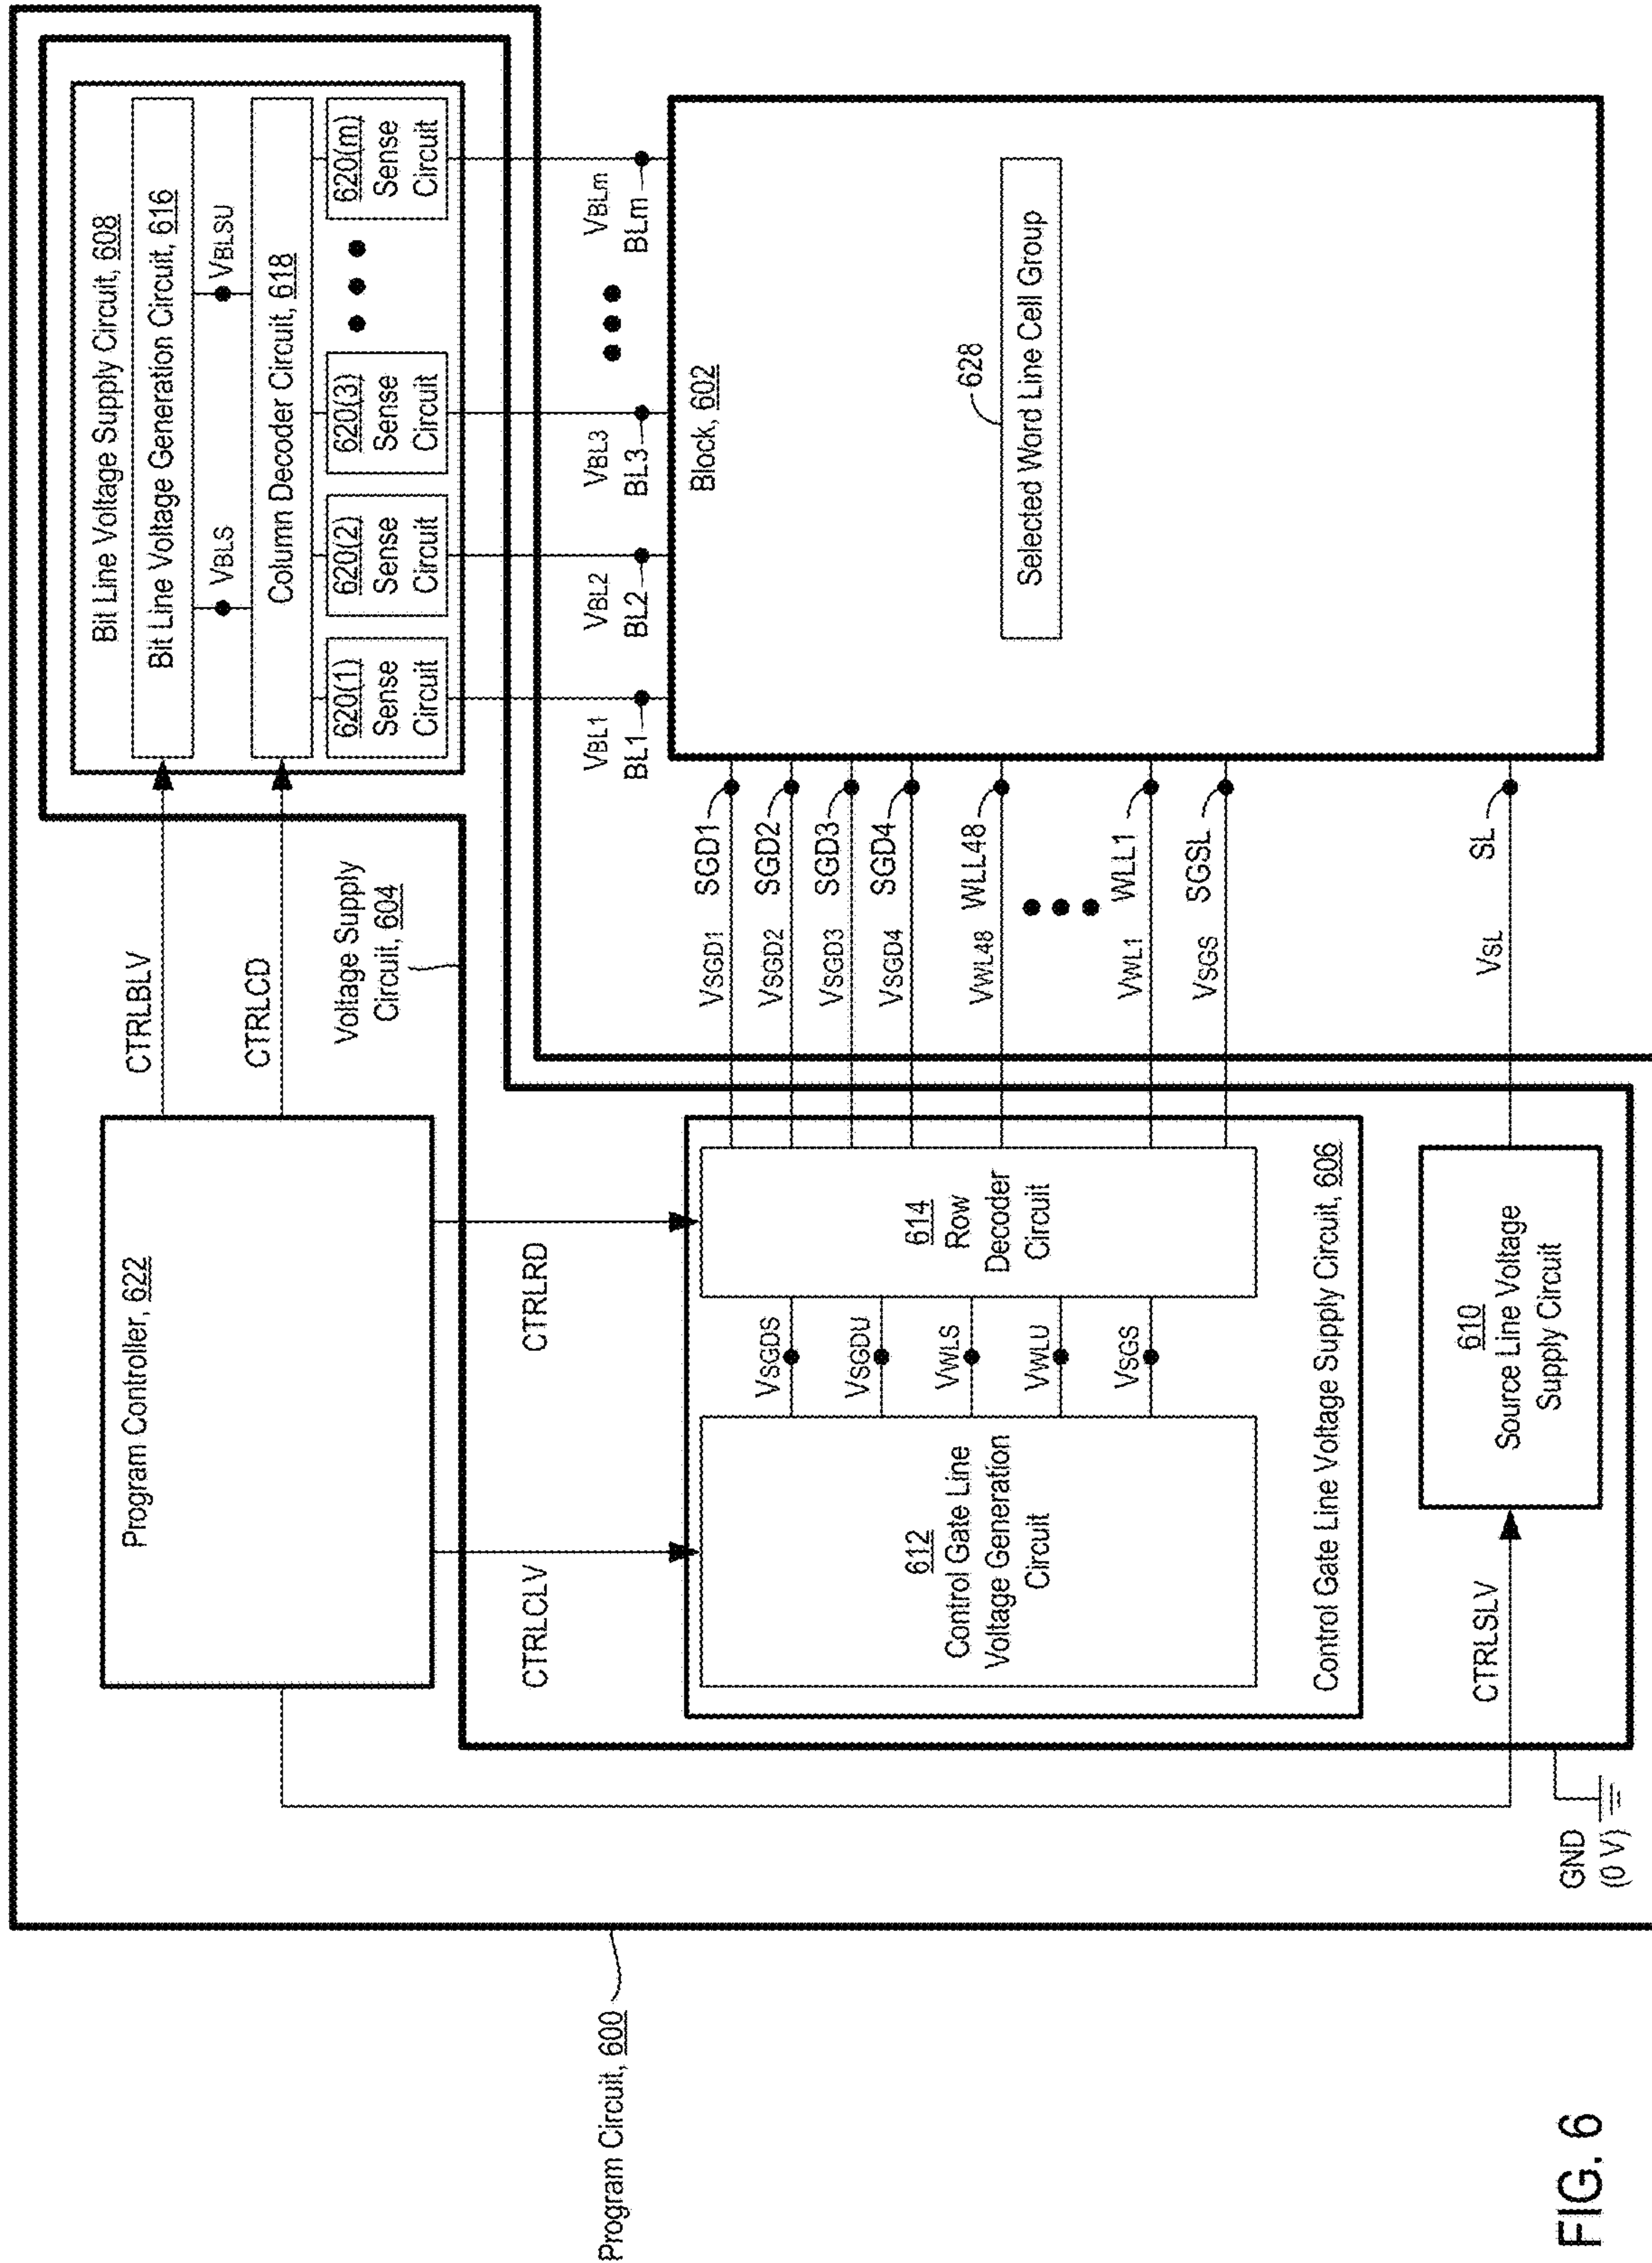 Program Circuit, 600
Program Controller, 622
CTRLBLV
CTRLCD
Voltage Supply
Circuit, 604
Bit Line Voltage Supply Circuit, 608
Bit Line Voltage Generation Circuit, 616
VBLS
VBLSU
Column Decoder Circuit, 618
620(1)
Sense
Circuit
620(2)
Sense
Circuit
620(3)
Sense
Circuit
620(m)
Sense
Circuit
VBL1
BL1
VBL2
BL2
VBL3
BL3
VBLm
BLm
CTRLCLV
CTRLRD
612
Control Gate Line
Voltage Generation
Circuit
VSGDS
VSGDU
VWLS
VWLU
VSGS
614
Row
Decoder
Circuit
Control Gate Line Voltage Supply Circuit, 606
VSGD1
SGD1
VSGD2
SGD2
VSGD3
SGD3
VSGD4
SGD4
VWL48
WLL48
VWL1
WLL1
VSGS
SGSL
VSL
SL
Block, 602
628
Selected Word Line Cell Group
CTRLSLV
610
Source Line Voltage
Supply Circuit
GND
(0 V)
FIG. 6